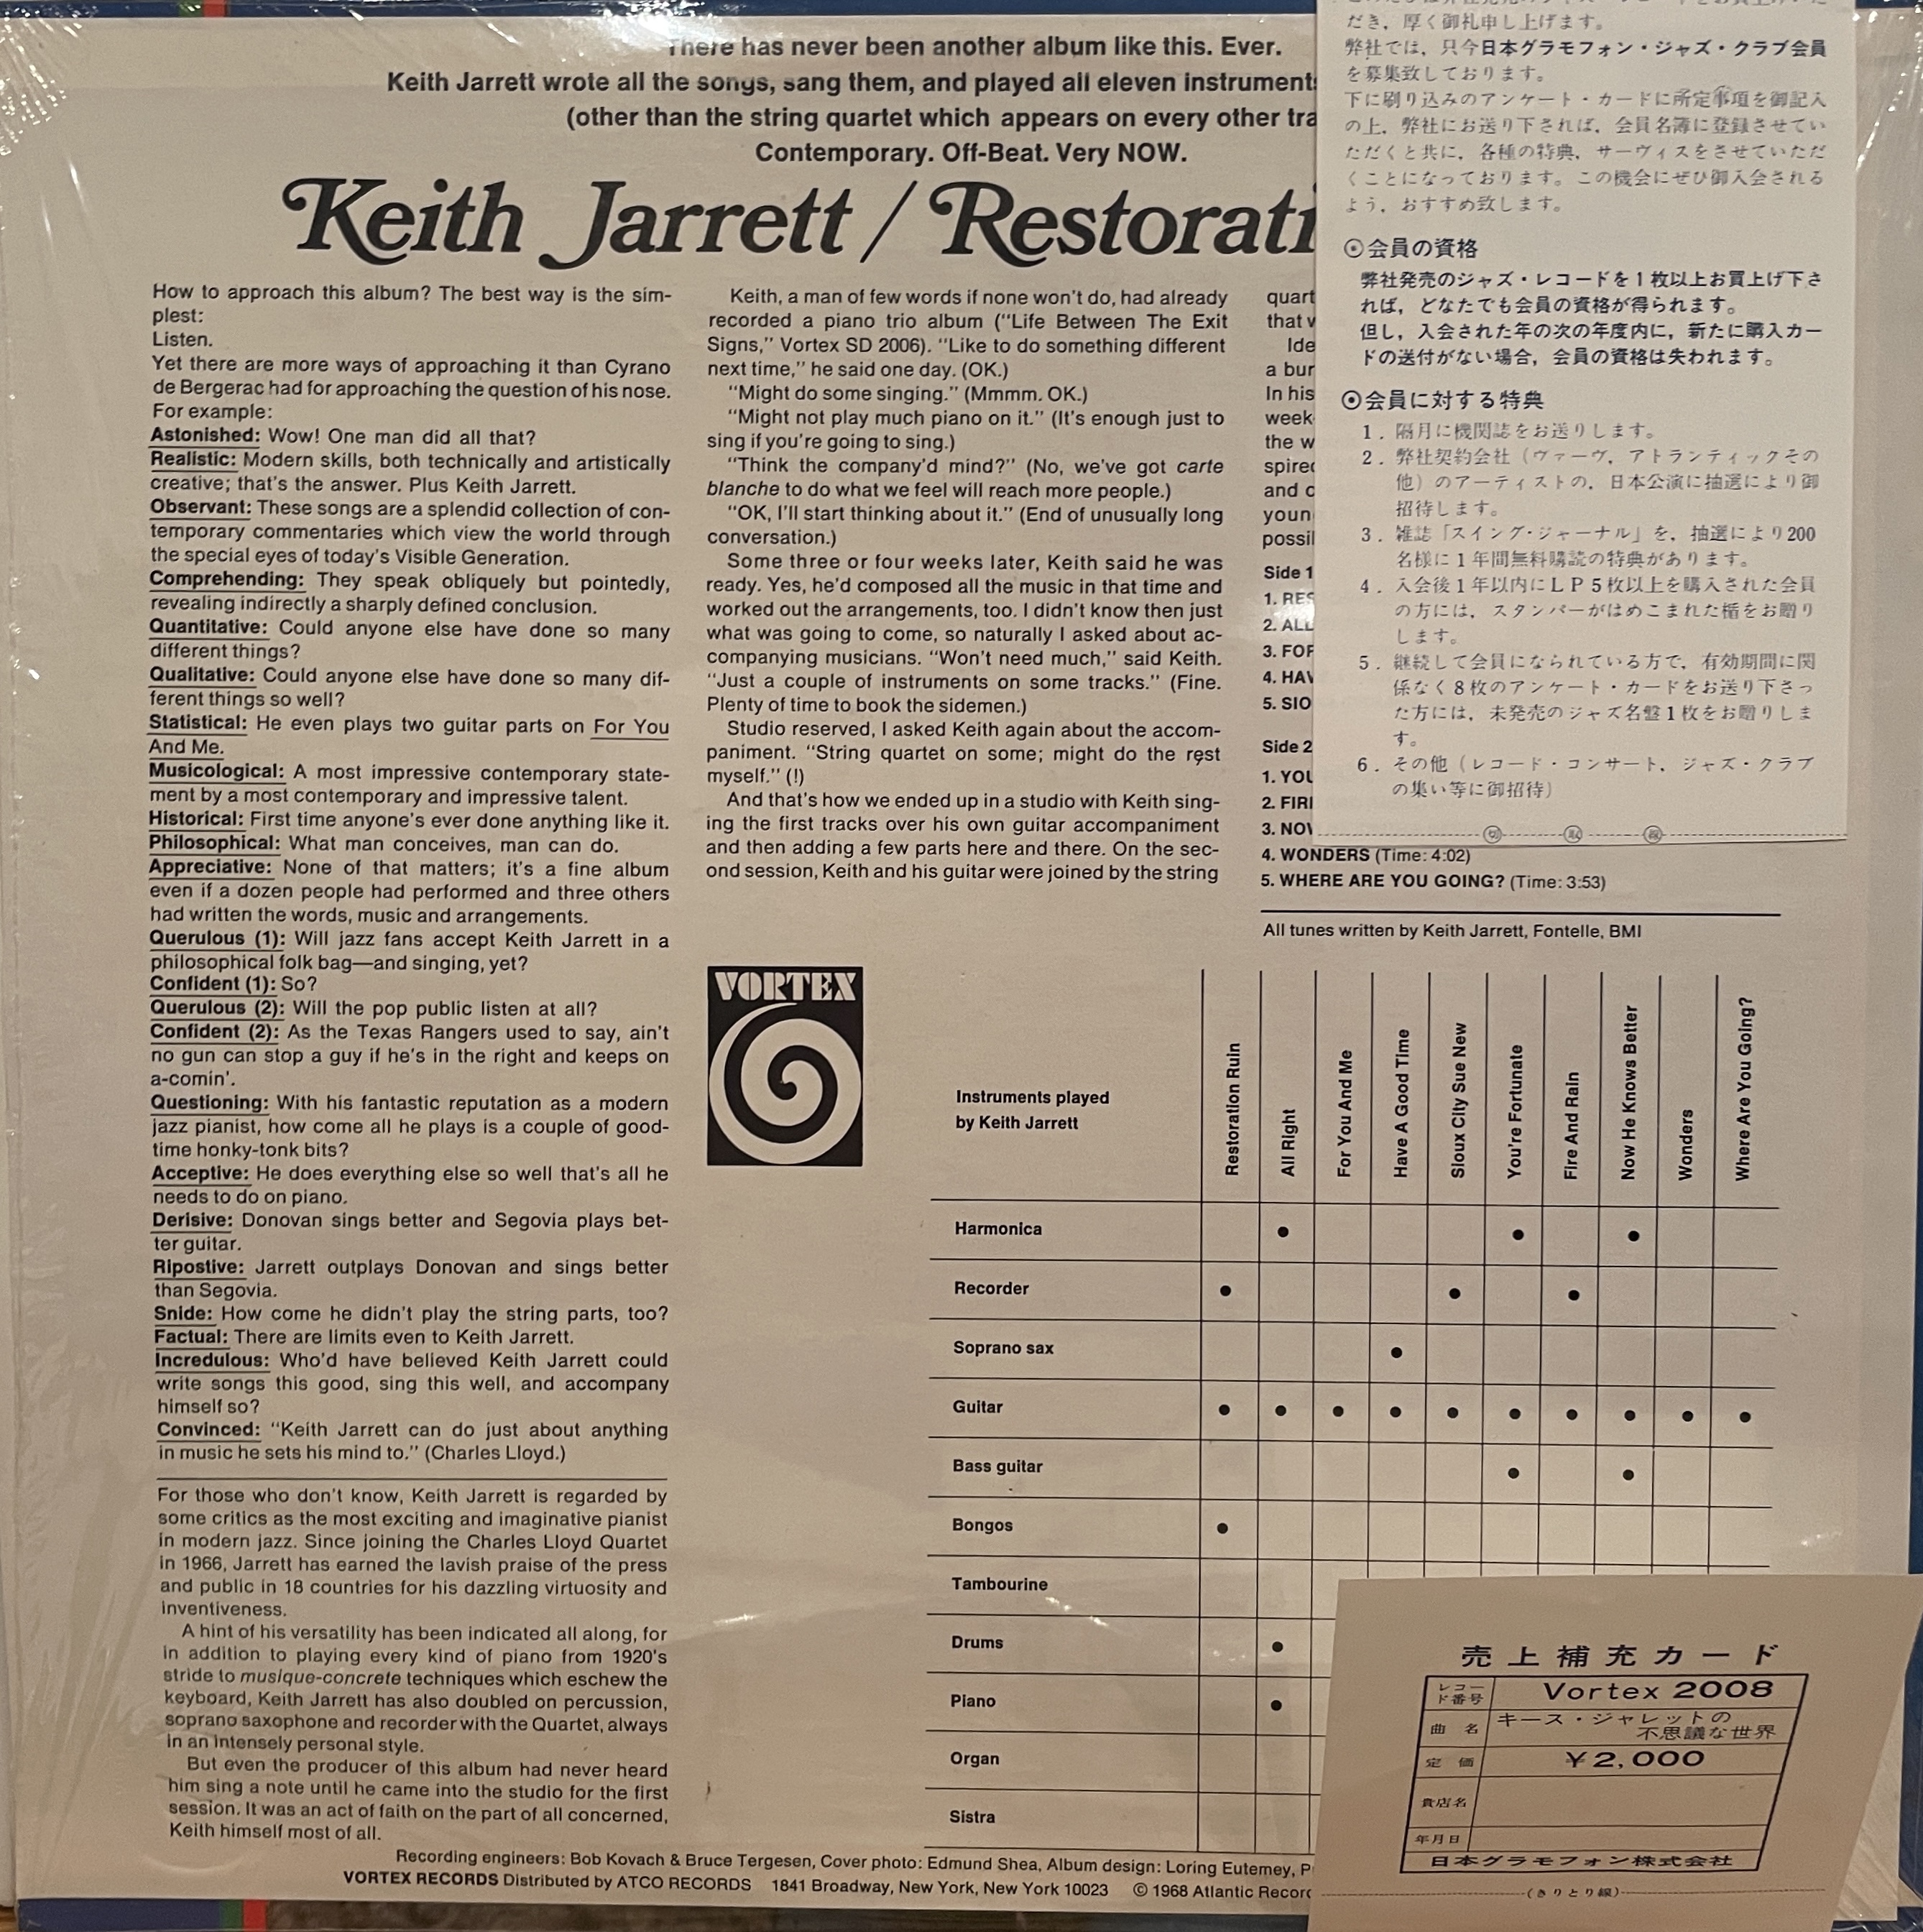 There has never been another album like this. Ever.
Keith Jarrett wrote all the songs, sang them, and played all eleven
(other than the string quartet which appears on every other
Contemporary. Off-Beat. Very NOW.
Keith Jarrett /
How to approach this album? The best way is the sim-
plest:
Listen.
Yet there are more ways of approaching it than Cyrano
de Bergerac had for approaching the question of his nose.
For example:
Astonished: Wow! One man did all that?
Realistic: Modern skills, both technically and artistically
creative; that's the answer. Plus Keith Jarrett.
Observant: These songs are a splendid collection of con-
temporary commentaries which view the world through
the special eyes of today's Visible Generation.
Comprehending: They speak obliquely but pointedly,
revealing indirectly a sharply defined conclusion.
Quantitative: Could anyone else have done so many
different things?
Qualitative: Could anyone else have done so many dif-
ferent things so well?
Statistical: He even plays two guitar parts on For You
And Me.
Musicological: A most impressive contemporary state-
ment by a most contemporary and impressive talent.
Historical: First time anyone's ever done anything like it.
Philosophical: What man conceives, man can do.
Appreciative: None of that matters; it's a fine album
even if a dozen people had performed and three others
had written the words, music and arrangements.
Querulous (1): Will jazz fans accept Keith Jarrett in a
philosophical folk bag—and singing, yet?
Confident (1): So?
Querulous (2): Will the pop public listen at all?
Confident (2): As the Texas Rangers used to say, ain't
no gun can stop a guy if he's in the right and keeps on
a-comin'.
Questioning: With his fantastic reputation as a modern
jazz pianist, how come all he plays is a couple of good-
time honky-tonk bits?
Acceptive: He does everything else so well that's all he
needs to do on piano.
Derisive: Donovan sings better and Segovia plays bet-
ter guitar.
Ripostive: Jarrett outplays Donovan and sings better
than Segovia.
Snide: How come he didn't play the string parts, too?
Factual: There are limits even to Keith Jarrett.
Incredulous: Who'd have believed Keith Jarrett could
write songs this good, sing this well, and accompany
himself so?
Convinced: "Keith Jarrett can do just about anything
in music he sets his mind to." (Charles Lloyd.)
For those who don't know, Keith Jarrett is regarded by
some critics as the most exciting and imaginative pianist
in modern jazz. Since joining the Charles Lloyd Quartet
in 1966, Jarrett has earned the lavish praise of the press
and public in 18 countries for his dazzling virtuosity and
inventiveness.
A hint of his versatility has been indicated all along, for
in addition to playing every kind of piano from 1920's
stride to musique-concrete techniques which eschew the
keyboard, Keith Jarrett has also doubled on percussion,
soprano saxophone and recorder with the Quartet, always
in an intensely personal style.
But even the producer of this album had never heard
him sing a note until he came into the studio for the first
session. It was an act of faith on the part of all concerned,
Keith himself most of all.
Keith, a man of few words if none won't do, had already
recorded a piano trio album ("Life Between The Exit
Signs," Vortex SD 2006). "Like to do something different
next time," he said one day. (OK.)
"Might do some singing." (Mmmm. OK.)
"Might not play much piano on it." (It's enough just to
sing if you're going to sing.)
"Think the company'd mind?" (No, we've got carte
blanche to do what we feel will reach more people.)
"OK, I'll start thinking about it." (End of unusually long
conversation.)
Some three or four weeks later, Keith said he was
ready. Yes, he'd composed all the music in that time and
worked out the arrangements, too. I didn't know then just
what was going to come, so naturally I asked about ac-
companying musicians. "Won't need much," said Keith.
"Just a couple of instruments on some tracks." (Fine.
Plenty of time to book the sidemen.)
Studio reserved, I asked Keith again about the accom-
paniment. "String quartet on some; might do the rest
myself." (!)
And that's how we ended up in a studio with Keith sing-
ing the first tracks over his own guitar accompaniment
and then adding a few parts here and there. On the sec-
ond session, Keith and his guitar were joined by the string
that
a
In his
the
and
Side 1
1.
2.
3.
4.
5.
Side 2
1.
2.
3.
4. WONDERS (Time: 4:02)
5. WHERE ARE YOU GOING? (Time: 3:53)
All tunes written by Keith Jarrett, Fontelle, BMI
VORTEX
Instruments played
by Keith Jarrett
Restoration Ruin
All Right
For You And Me
Have A Good Time
Sioux City Sue New
You're Fortunate
Fire And Rain
Now He Knows Better
Wonders
Where Are You Going?
Harmonica
Recorder
Soprano sax
Guitar
Bass guitar
Bongos
Tambourine
Drums
Piano
Organ
Sistra
Recording engineers: Bob Kovach & Bruce Tergesen, Cover photo: Edmund Shea, Album design: Loring Eutemey,
VORTEX RECORDS Distributed by ATCO RECORDS 1841 Broadway, New York, New York 10023 © 1968 Atlantic
だき，厚く御礼申し上げます。
弊社では，只今日本グラモフォン・ジャズ・クラブ会員
を募集致しております。
下に刷り込みのアンケート・カードに所定事項を御記入
の上，弊社にお送り下されば，会員名簿に登録させてい
ただくと共に，各種の特典，サーヴィスをさせていただ
くことになっております。この機会にぜひ御入会される
よう，おすすめ致します。
⊙会員の資格
弊社発売のジャズ・レコードを１枚以上お買上げ下さ
れば，どなたでも会員の資格が得られます。
但し，入会された年の次の年度内に，新たに購入カー
ドの送付がない場合，会員の資格は失われます。
⊙会員に対する特典
1．隔月に機関誌をお送りします。
2．弊社契約会社（ヴァーヴ，アトランティックその
他）のアーティストの，日本公演に抽選により御
招待します。
3．雑誌「スイング・ジャーナル」を，抽選により200
名様に１年間無料購読の特典があります。
4．入会後１年以内にＬＰ５枚以上を購入された会員
の方には，スタンパーがはめこまれた楯をお贈り
します。
5．継続して会員になられている方で，有効期間に関
係なく８枚のアンケート・カードをお送り下さっ
た方には，未発売のジャズ名盤１枚をお贈りしま
す。
6．その他（レコード・コンサート，ジャズ・クラブ
の集い等に御招待）
切 取 線
売上補充カード
レコード番号 Vortex 2008
曲名 キース・ジャレットの
不思議な世界
定価 ￥2,000
貴店名
年月日
日本グラモフォン株式会社
（きりとり線）